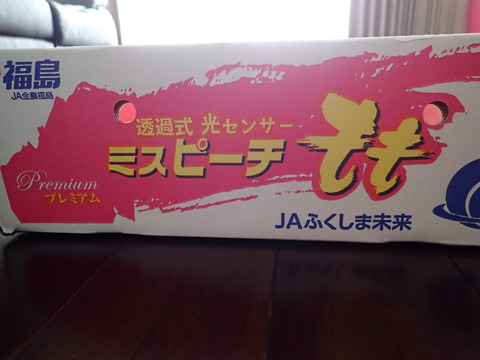 福島
JA全農福島
透過式 光センサー
ミスピーチ もも
Premium
プレミアム
JAふくしま未来